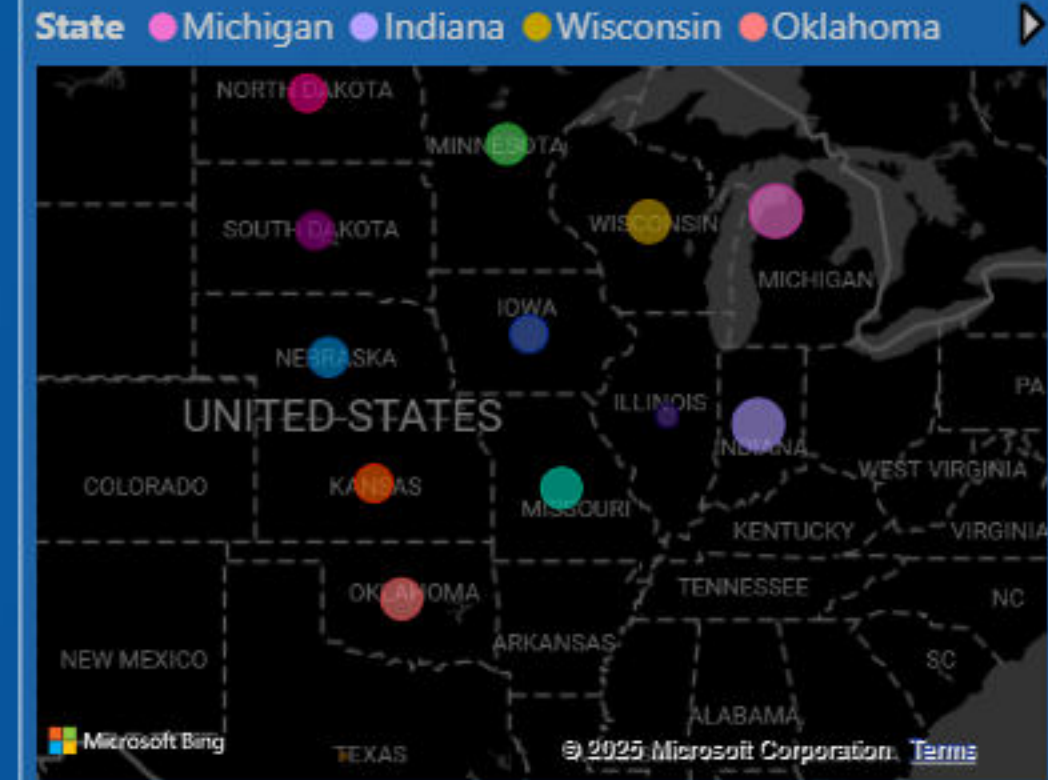 State Michigan Indiana Wisconsin Oklahoma
NORTH DAKOTA
MINNESOTA
SOUTH DAKOTA
WISCONSIN
MICHIGAN
IOWA
NEBRASKA
ILLINOIS
PA
UNITED STATES
NDIANA
WEST VIRGINIA
COLORADO
KANSAS
MISSOURI
KENTUCKY
VIRGINIA
OKLAHOMA
TENNESSEE
NC
ARKANSAS
NEW MEXICO
SC
ALABAMA
Microsoft Bing
TEXAS
© 2025 Microsoft Corporation Terms